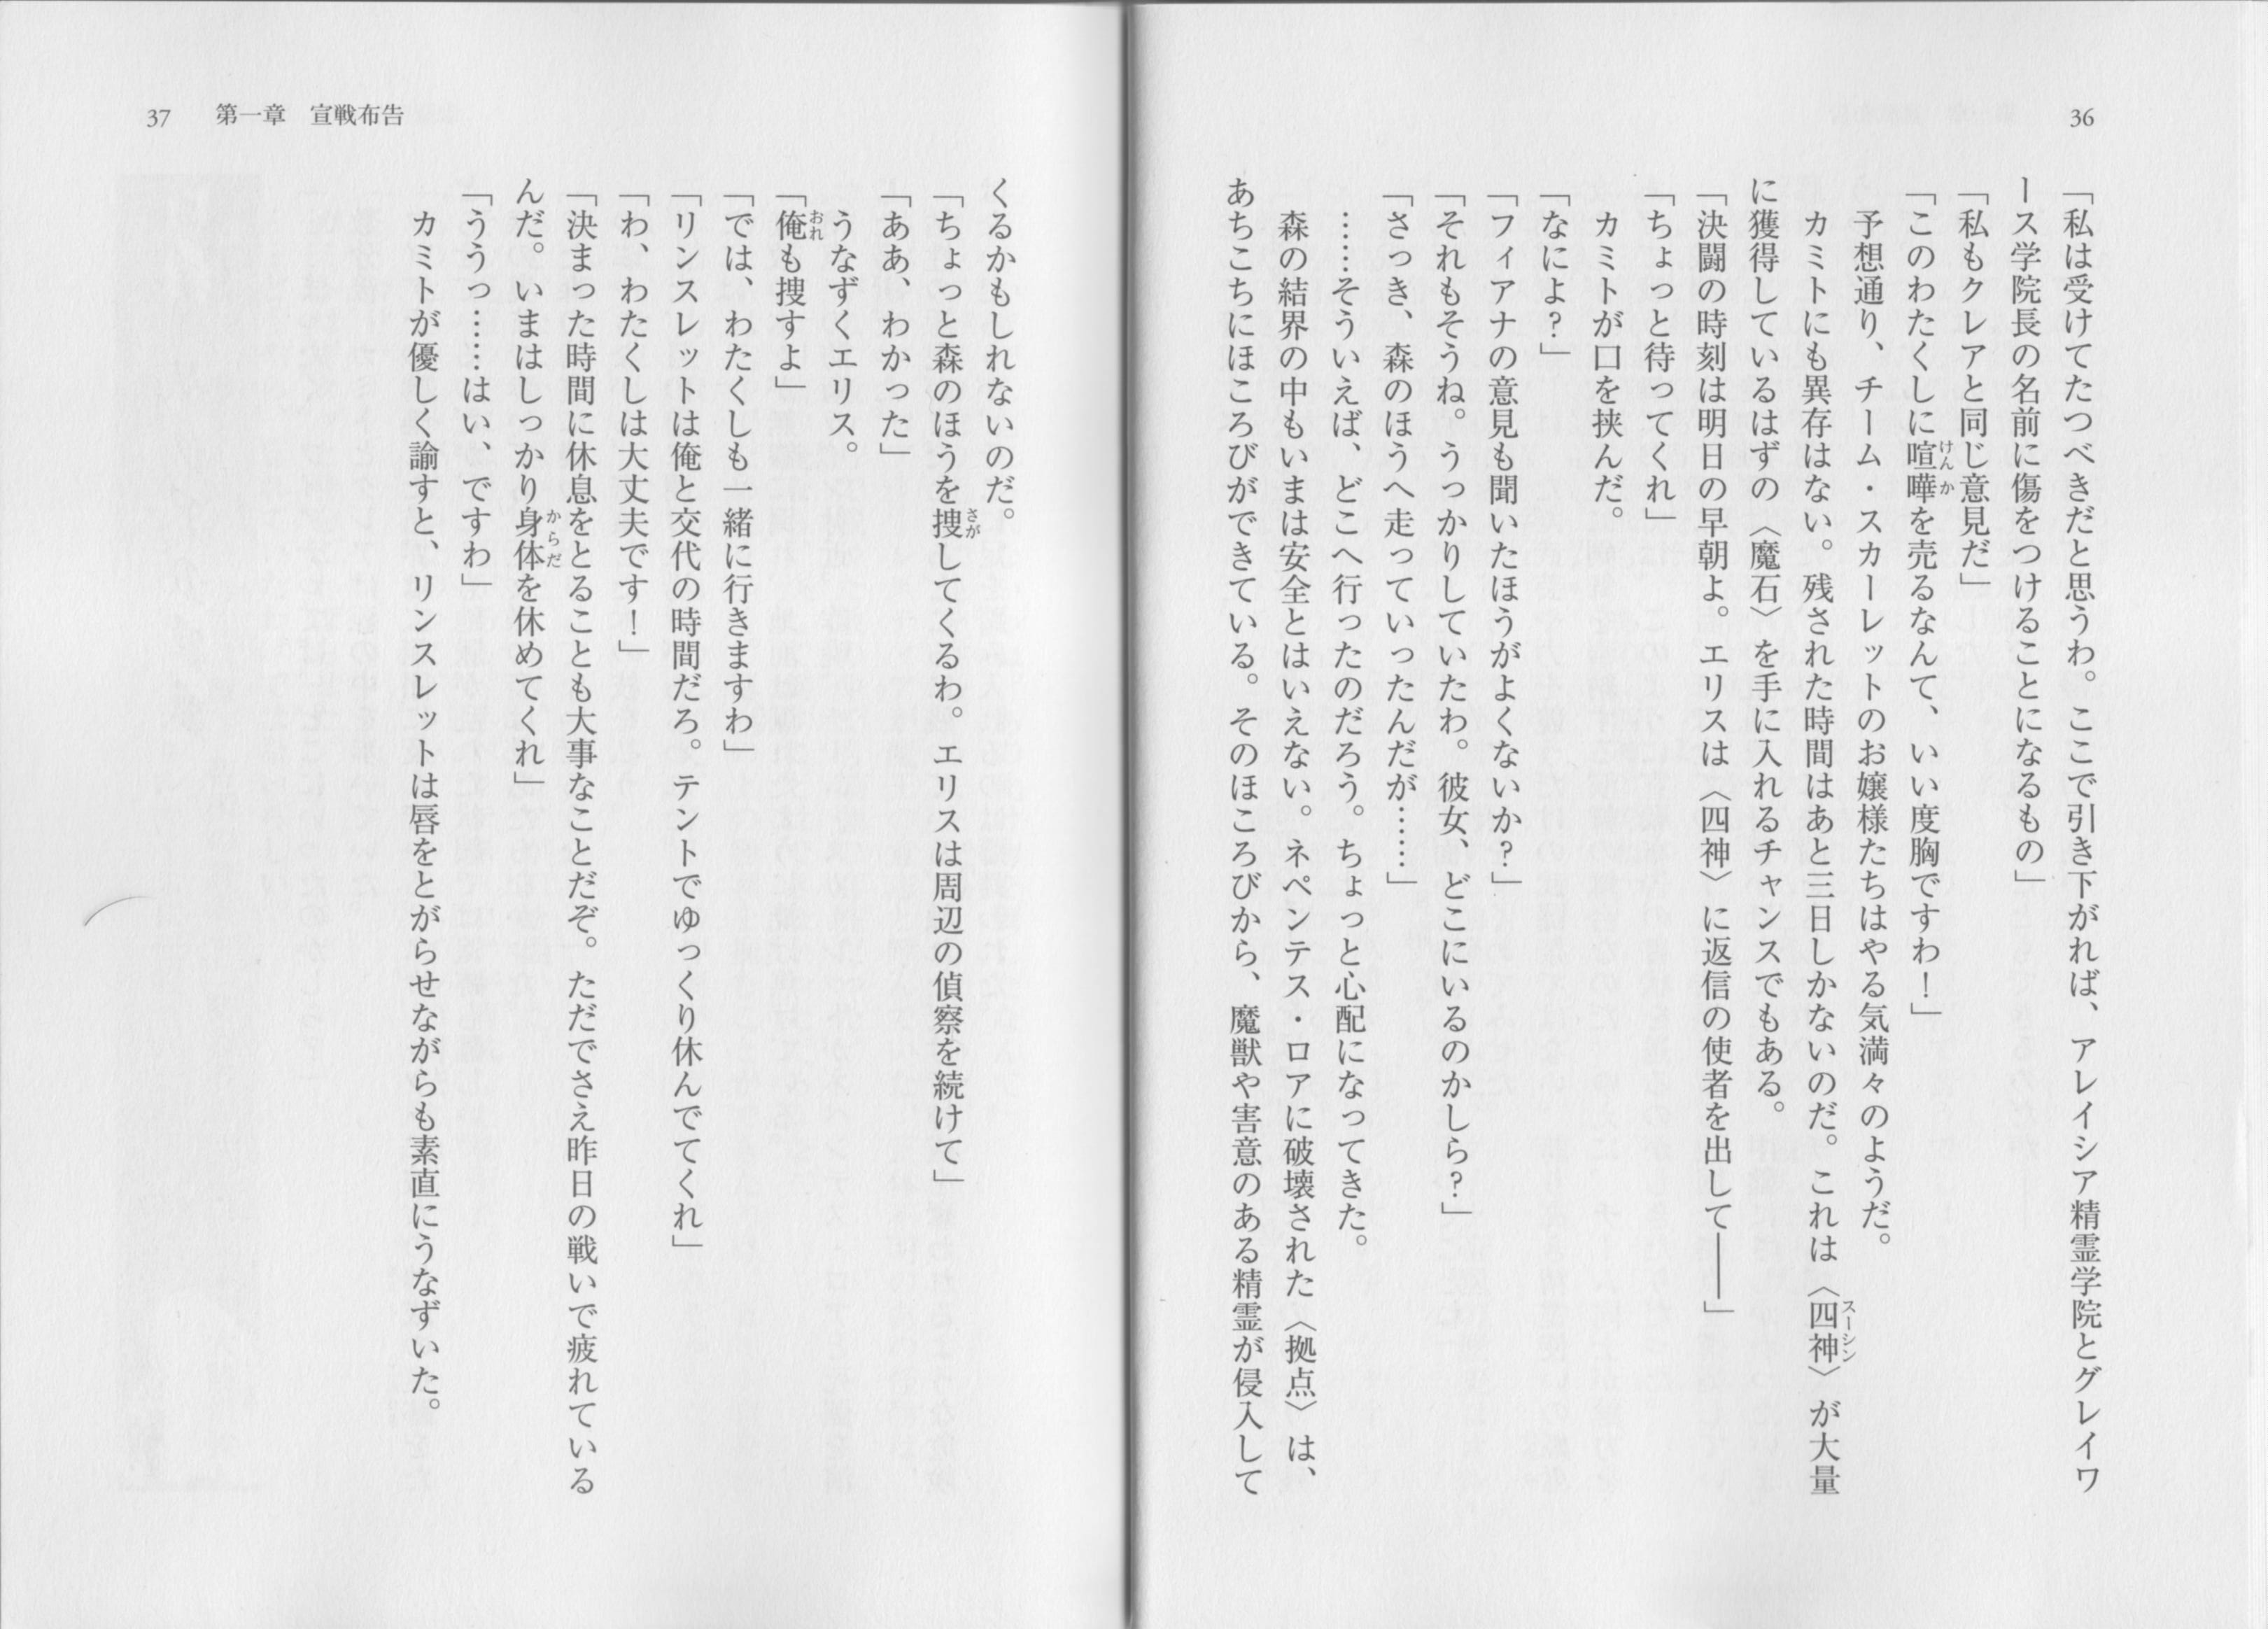 36
「私は受けてたつべきだと思うわ。ここで引き下がれば、アレイシア精霊学院とグレイワ
ース学院長の名前に傷をつけることになるもの」
「私もクレアと同じ意見だ」
「このわたくしに喧嘩を売るなんて、いい度胸ですわ！」
予想通り、チーム・スカーレットのお嬢様たちはやる気満々のようだ。
カミトにも異存はない。残された時間はあと三日しかないのだ。これは〈四神〉が大量
に獲得しているはずの〈魔石〉を手に入れるチャンスでもある。
「決闘の時刻は明日の早朝よ。エリスは〈四神〉に返信の使者を出して――」
「ちょっと待ってくれ」
カミトが口を挟んだ。
「なによ？」
「フィアナの意見も聞いたほうがよくないか？」
「それもそうね。うっかりしていたわ。彼女、どこにいるのかしら？」
「さっき、森のほうへ走っていったんだが……」
……そういえば、どこへ行ったのだろう。ちょっと心配になってきた。
森の結界の中もいまは安全とはいえない。ネペンテス・ロアに破壊された〈拠点〉は、
あちこちにほころびができている。そのほころびから、魔獣や害意のある精霊が侵入して
37 第一章 宣戦布告
くるかもしれないのだ。
「ちょっと森のほうを捜してくるわ。エリスは周辺の偵察を続けて」
「ああ、わかった」
うなずくエリス。
「俺も捜すよ」
「では、わたくしも一緒に行きますわ」
「リンスレットは俺と交代の時間だろ。テントでゆっくり休んでてくれ」
「わ、わたくしは大丈夫です！」
「決まった時間に休息をとることも大事なことだぞ。ただでさえ昨日の戦いで疲れている
んだ。いまはしっかり身体を休めてくれ」
「ううっ……はい、ですわ」
カミトが優しく諭すと、リンスレットは唇をとがらせながらも素直にうなずいた。